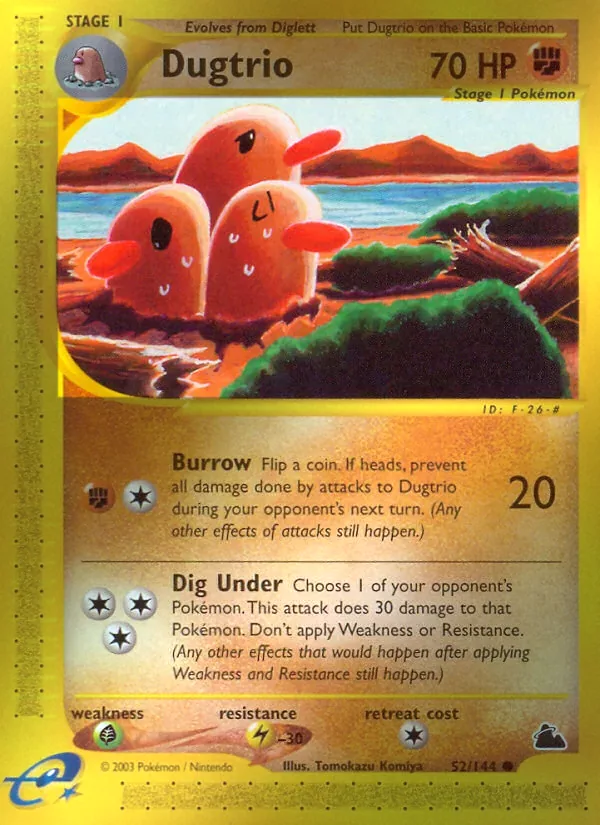 STAGE 1
Evolves from Diglett
Put Dugtrio on the Basic Pokémon
Dugtrio
70 HP
Stage 1 Pokémon
ID: F-26-#
Burrow Flip a coin. If heads, prevent
all damage done by attacks to Dugtrio
during your opponent's next turn. (Any
other effects of attacks still happen.)
20
Dig Under Choose 1 of your opponent's
Pokémon. This attack does 30 damage to that
Pokémon. Don't apply Weakness or Resistance.
(Any other effects that would happen after applying
Weakness and Resistance still happen.)
weakness
resistance
retreat cost
-30
© 2003 Pokémon / Nintendo
Illus. Tomokazu Komiya
52/144
e